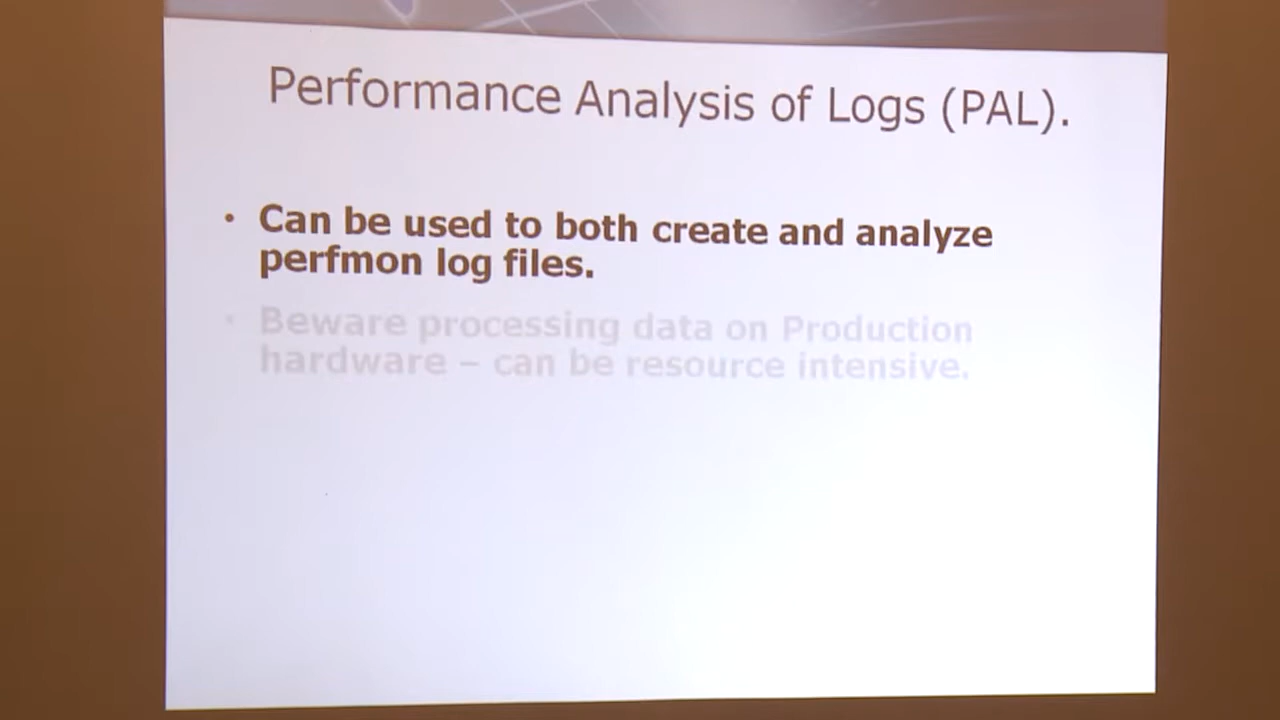 Performance Analysis of Logs (PAL).
• Can be used to both create and analyze
perfmon log files.
• Beware processing data on Production
hardware – can be resource intensive.